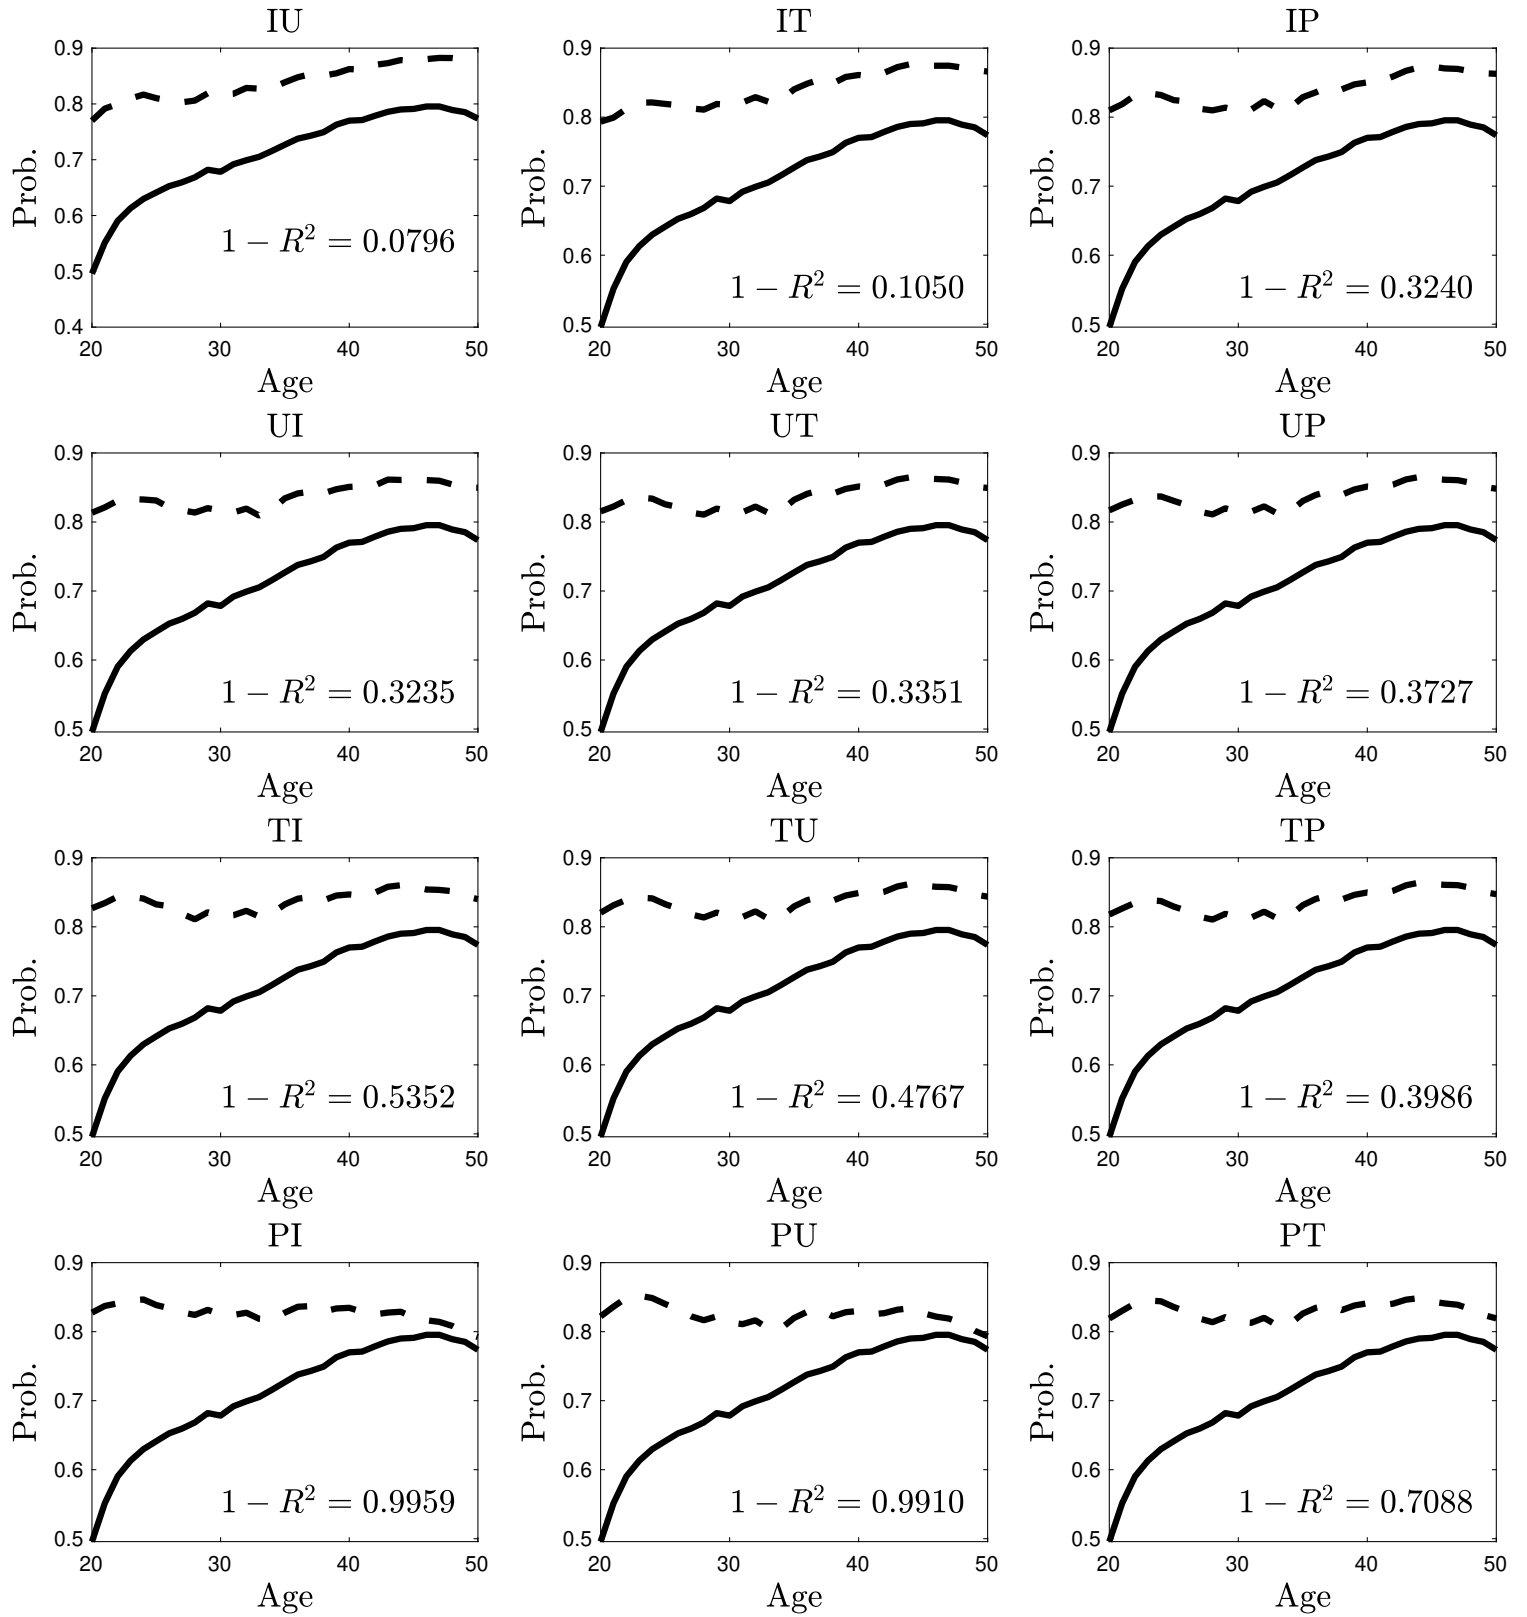 IU
IT
IP
0.9
0.8
0.7
0.6
0.5
0.4
Prob.
1 − R² = 0.0796
20
30
40
50
Age
0.9
0.8
0.7
0.6
0.5
Prob.
1 − R² = 0.1050
20
30
40
50
Age
0.9
0.8
0.7
0.6
0.5
Prob.
1 − R² = 0.3240
20
30
40
50
Age
UI
UT
UP
0.9
0.8
0.7
0.6
0.5
Prob.
1 − R² = 0.3235
20
30
40
50
Age
0.9
0.8
0.7
0.6
0.5
Prob.
1 − R² = 0.3351
20
30
40
50
Age
0.9
0.8
0.7
0.6
0.5
Prob.
1 − R² = 0.3727
20
30
40
50
Age
TI
TU
TP
0.9
0.8
0.7
0.6
0.5
Prob.
1 − R² = 0.5352
20
30
40
50
Age
0.9
0.8
0.7
0.6
0.5
Prob.
1 − R² = 0.4767
20
30
40
50
Age
0.9
0.8
0.7
0.6
0.5
Prob.
1 − R² = 0.3986
20
30
40
50
Age
PI
PU
PT
0.9
0.8
0.7
0.6
0.5
Prob.
1 − R² = 0.9959
20
30
40
50
Age
0.9
0.8
0.7
0.6
0.5
Prob.
1 − R² = 0.9910
20
30
40
50
Age
0.9
0.8
0.7
0.6
0.5
Prob.
1 − R² = 0.7088
20
30
40
50
Age